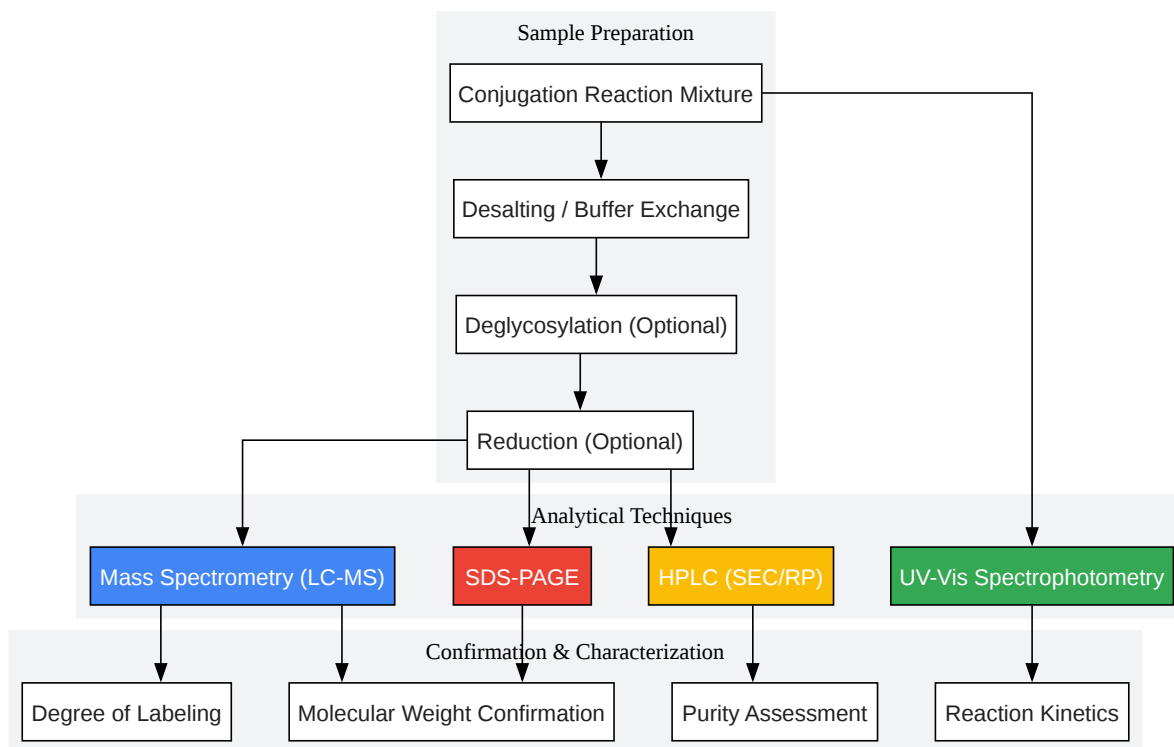 Sample Preparation
Conjugation Reaction Mixture
Desalting / Buffer Exchange
Deglycosylation (Optional)
Reduction (Optional)
Analytical Techniques
Mass Spectrometry (LC-MS)
SDS-PAGE
HPLC (SEC/RP)
UV-Vis Spectrophotometry
Confirmation & Characterization
Degree of Labeling
Molecular Weight Confirmation
Purity Assessment
Reaction Kinetics